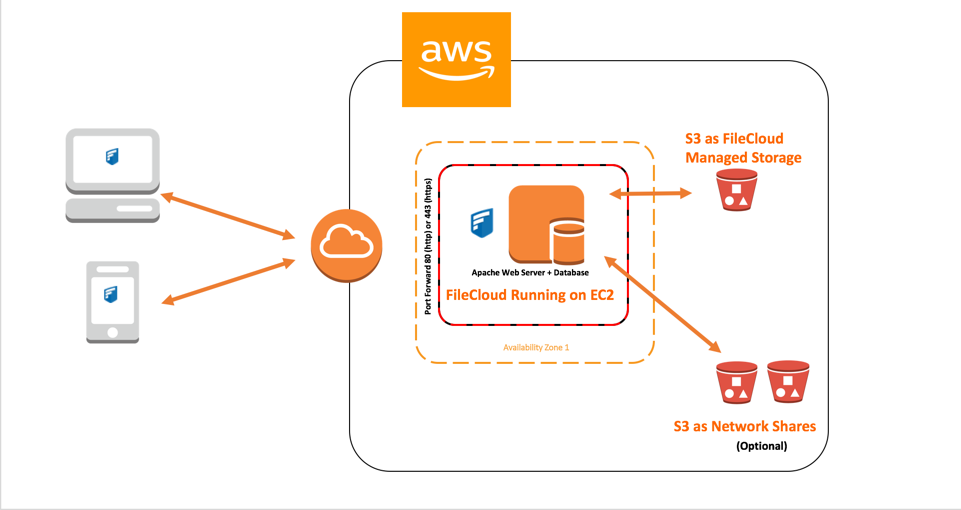 aws
S3 as FileCloud
Managed Storage
Port Forward 80 (http) or 443 (https)
Apache Web Server + Database
FileCloud Running on EC2
Availability Zone 1
S3 as Network Shares
(Optional)